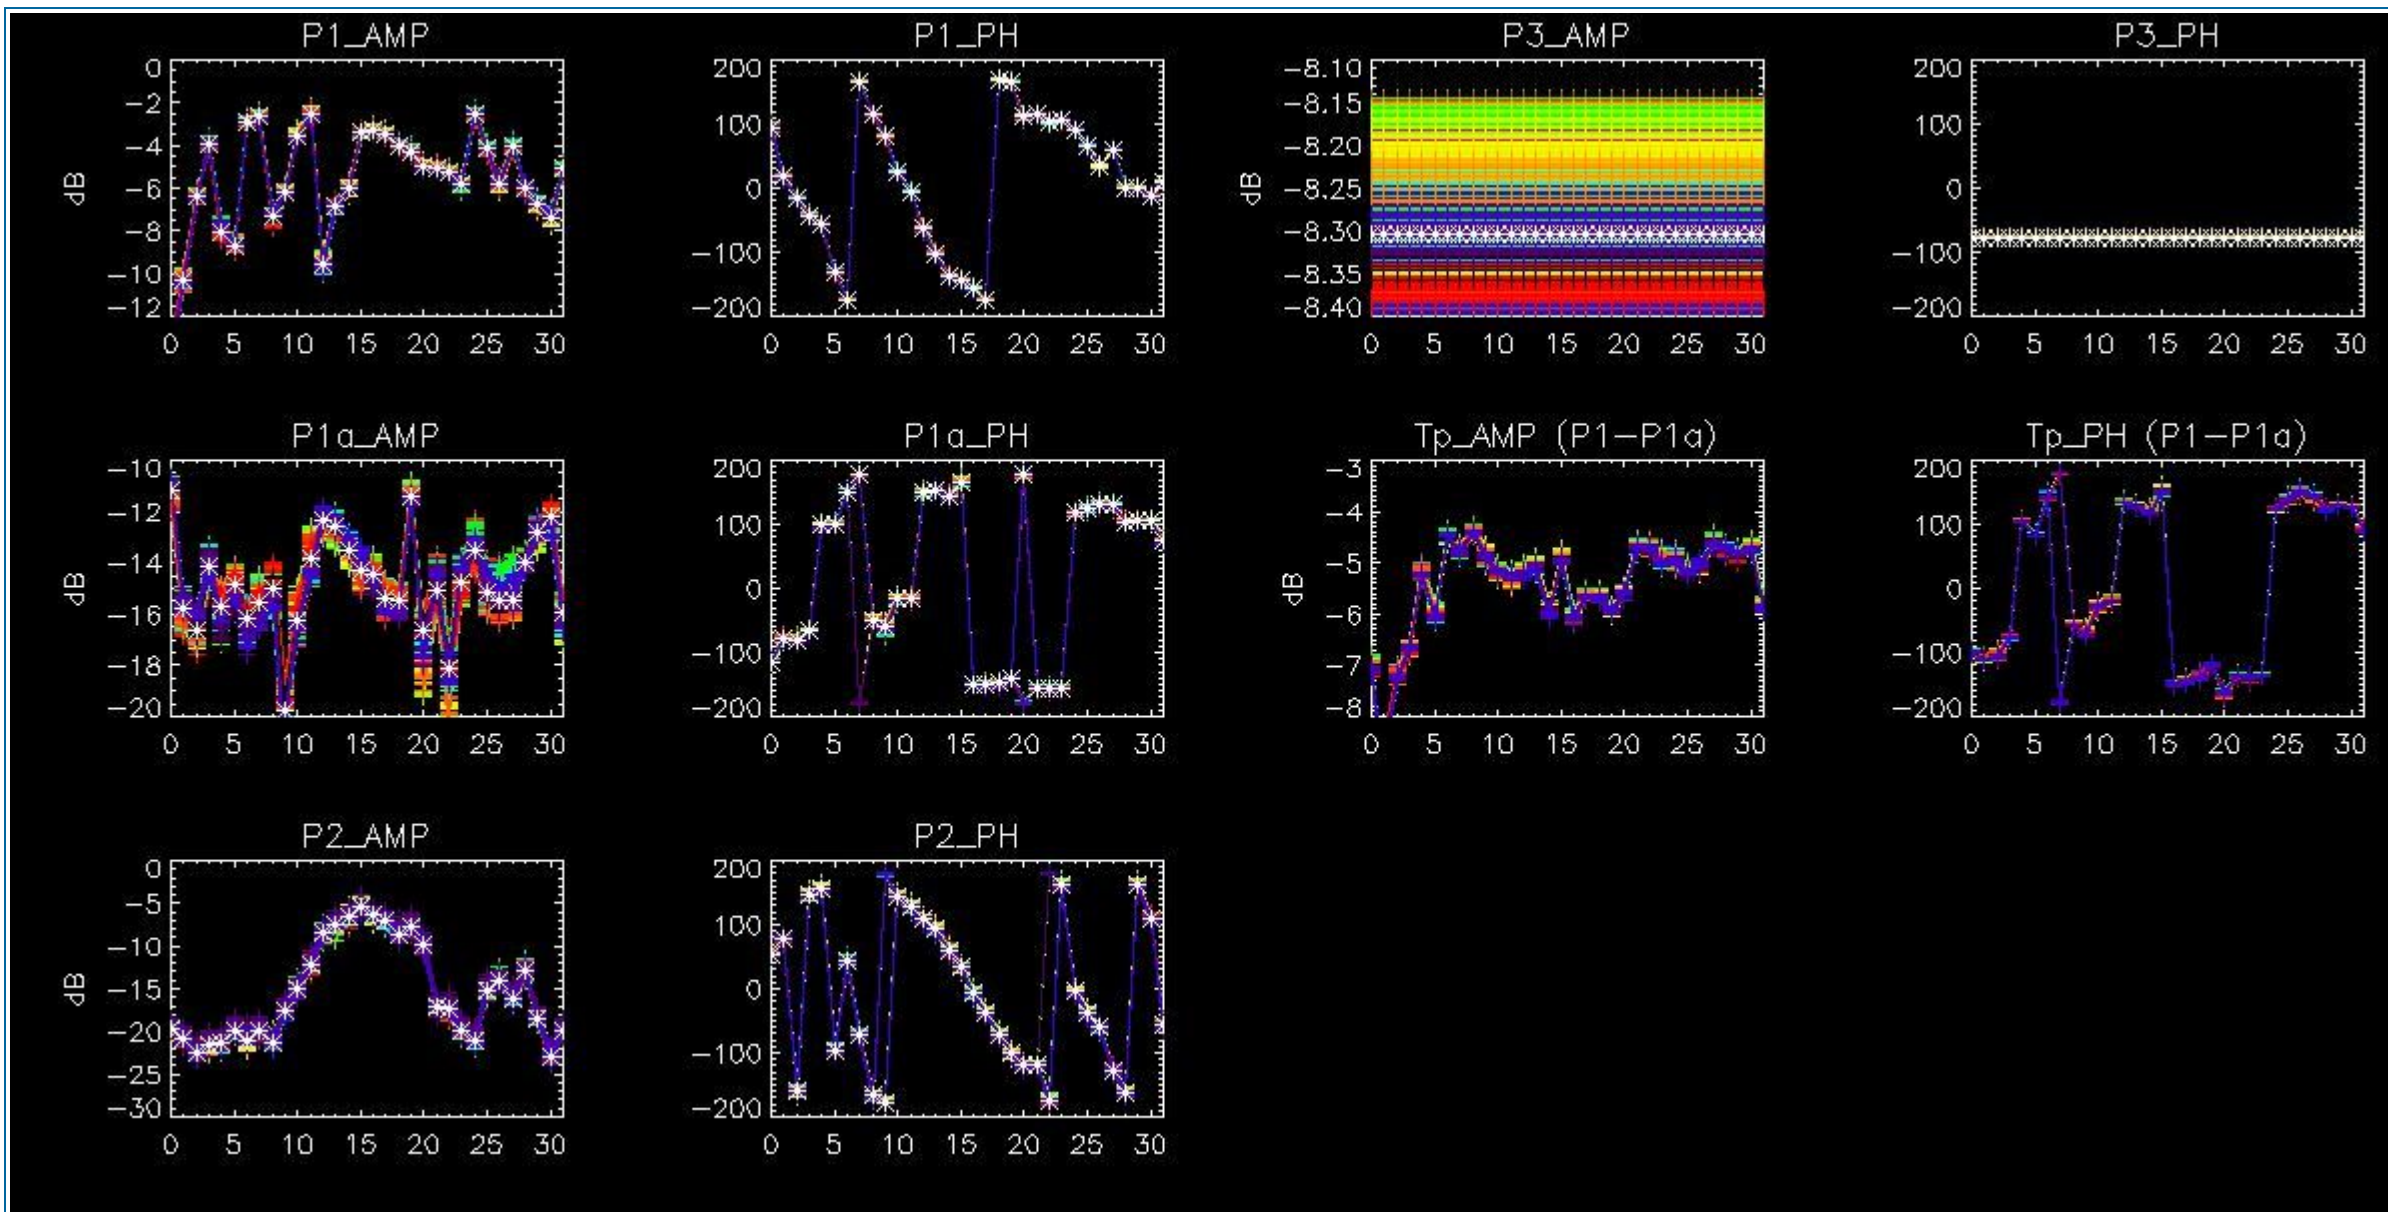 P1_AMP
0
−2
−4
−6
−8
−10
−12
dB
0 5 10 15 20 25 30
P1_PH
200
100
0
−100
−200
0 5 10 15 20 25 30
P3_AMP
−8.10
−8.15
−8.20
−8.25
−8.30
−8.35
−8.40
dB
0 5 10 15 20 25 30
P3_PH
200
100
0
−100
−200
0 5 10 15 20 25 30
P1a_AMP
−10
−12
−14
−16
−18
−20
dB
0 5 10 15 20 25 30
P1a_PH
200
100
0
−100
−200
0 5 10 15 20 25 30
Tp_AMP (P1−P1a)
−3
−4
−5
−6
−7
−8
dB
0 5 10 15 20 25 30
Tp_PH (P1−P1a)
200
100
0
−100
−200
0 5 10 15 20 25 30
P2_AMP
0
−5
−10
−15
−20
−25
−30
dB
0 5 10 15 20 25 30
P2_PH
200
100
0
−100
−200
0 5 10 15 20 25 30